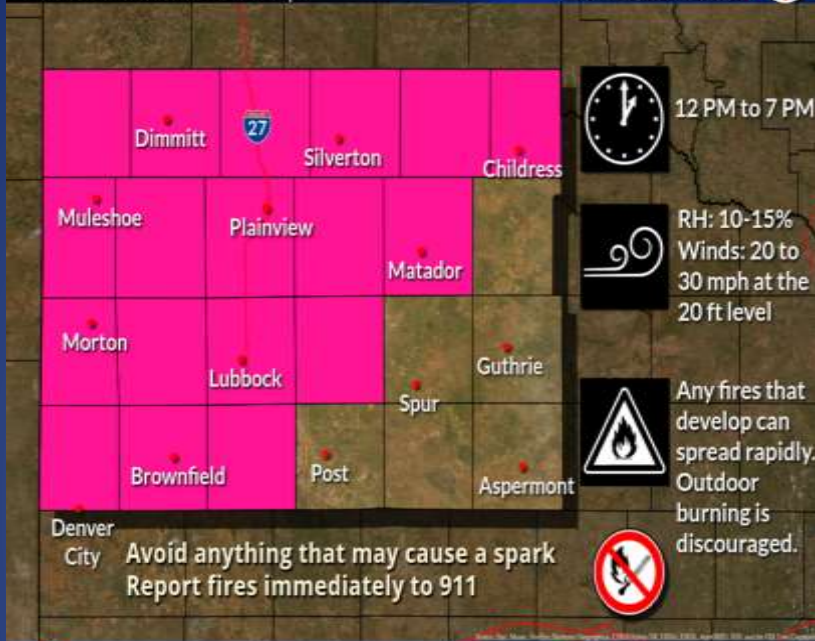 12 PM to 7 PM
Dimmitt
INTERSTATE
27
Silverton
Childress
Muleshoe
Plainview
Matador
RH: 10-15%
Winds: 20 to
30 mph at the
20 ft level
Morton
Lubbock
Guthrie
Spur
Any fires that
develop can
spread rapidly.
Outdoor
burning is
discouraged.
Brownfield
Post
Aspermont
Denver
City
Avoid anything that may cause a spark
Report fires immediately to 911